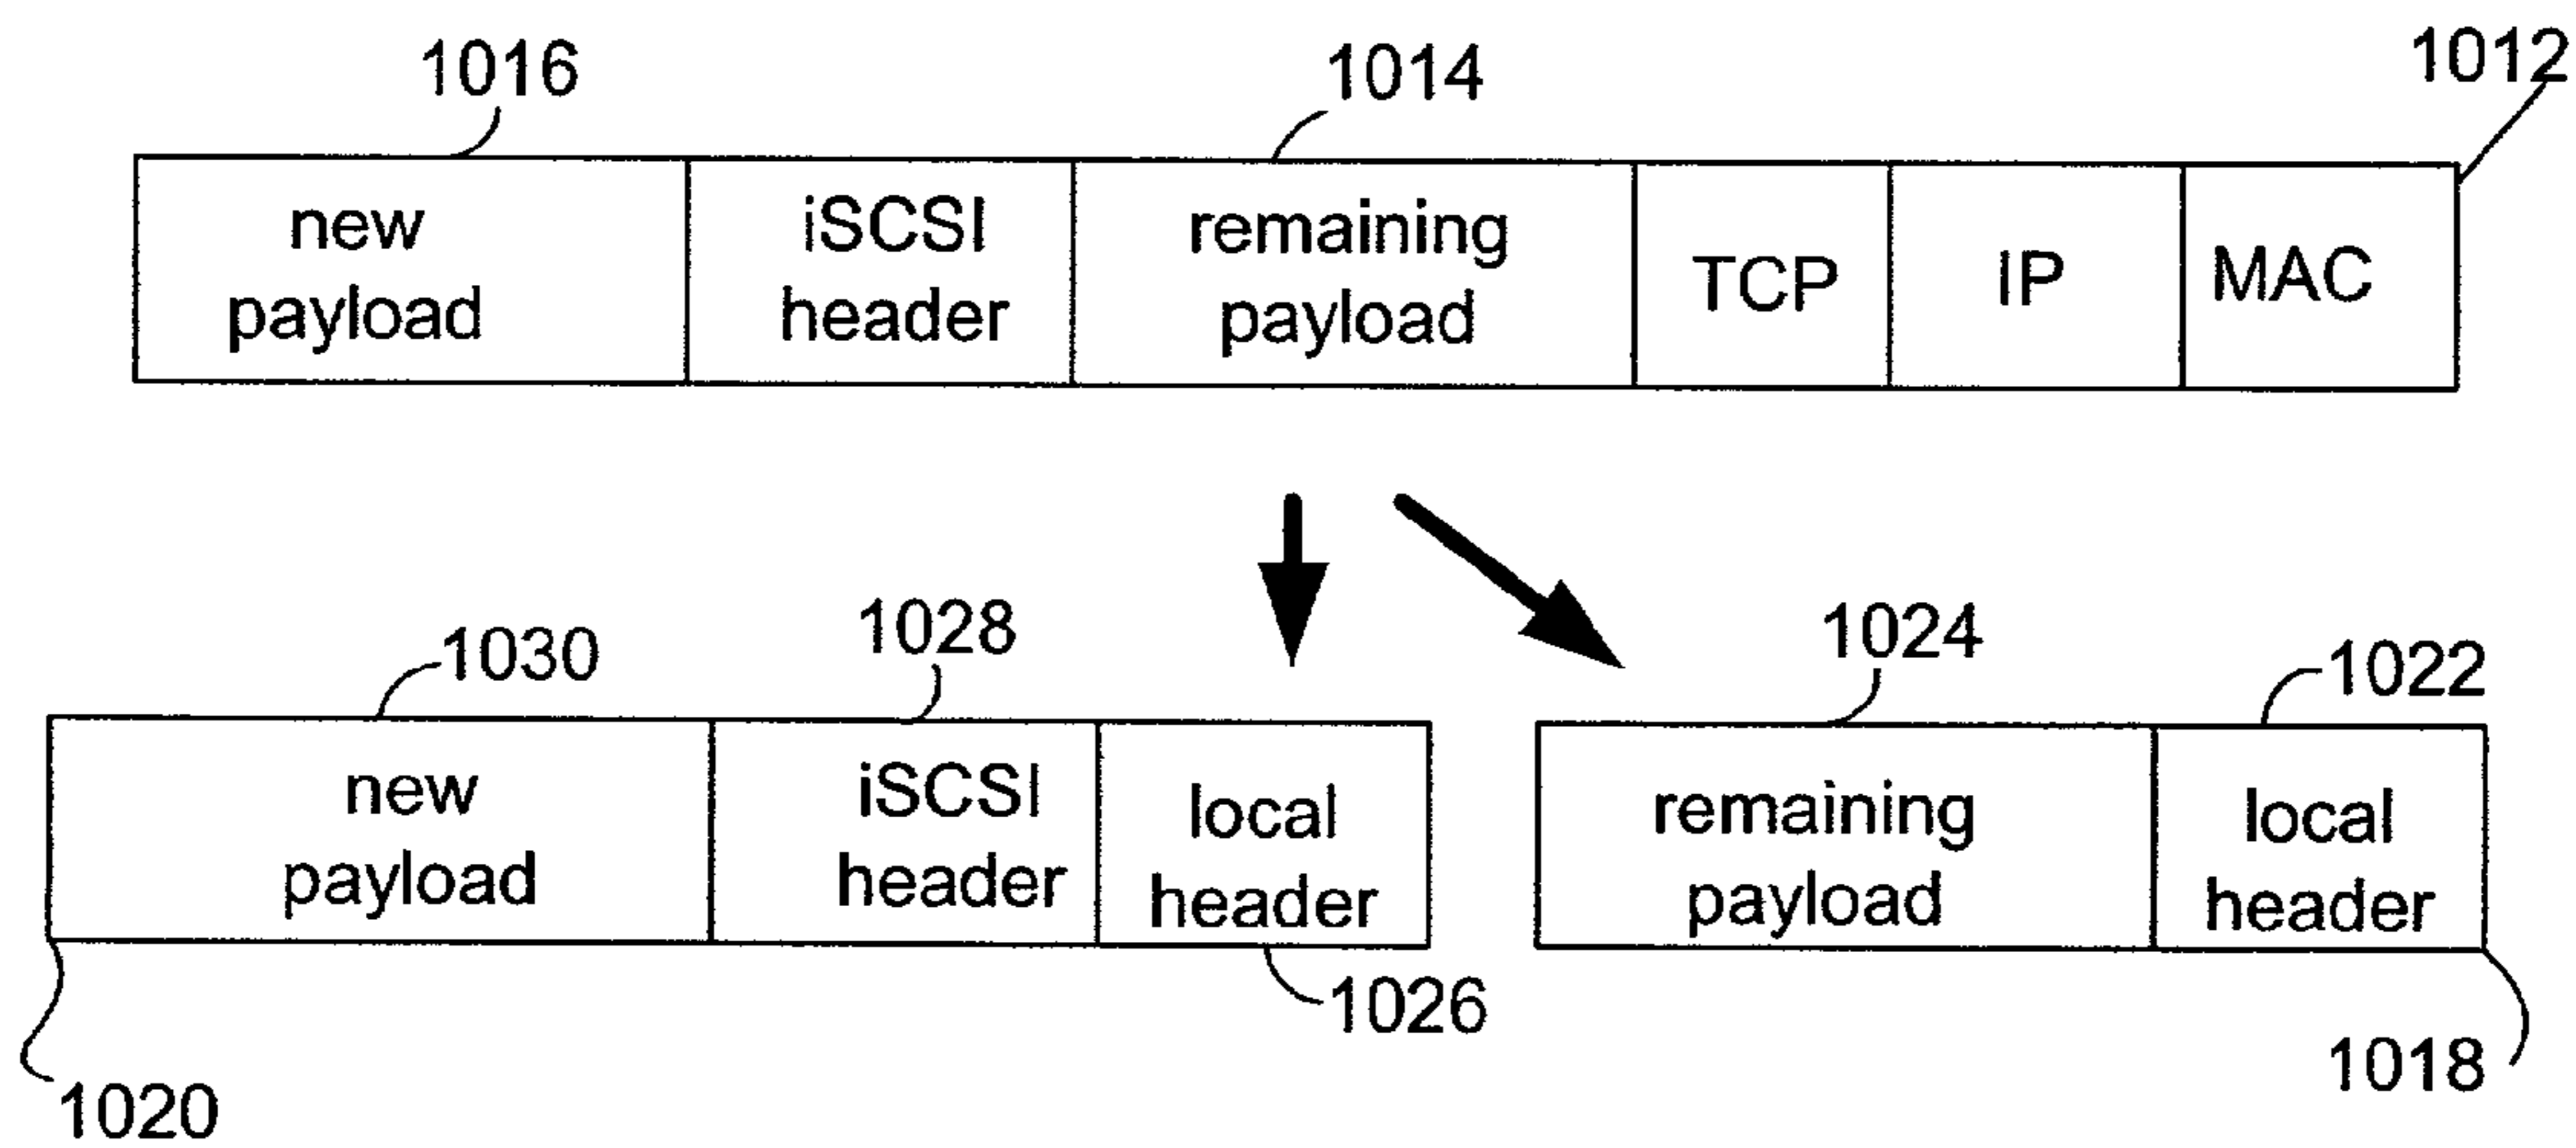 1016
1014
1012
new
payload
iSCSI
header
remaining
payload
TCP
IP
MAC
1030
1028
1024
1022
new
payload
iSCSI
header
local
header
remaining
payload
local
header
1026
1018
1020